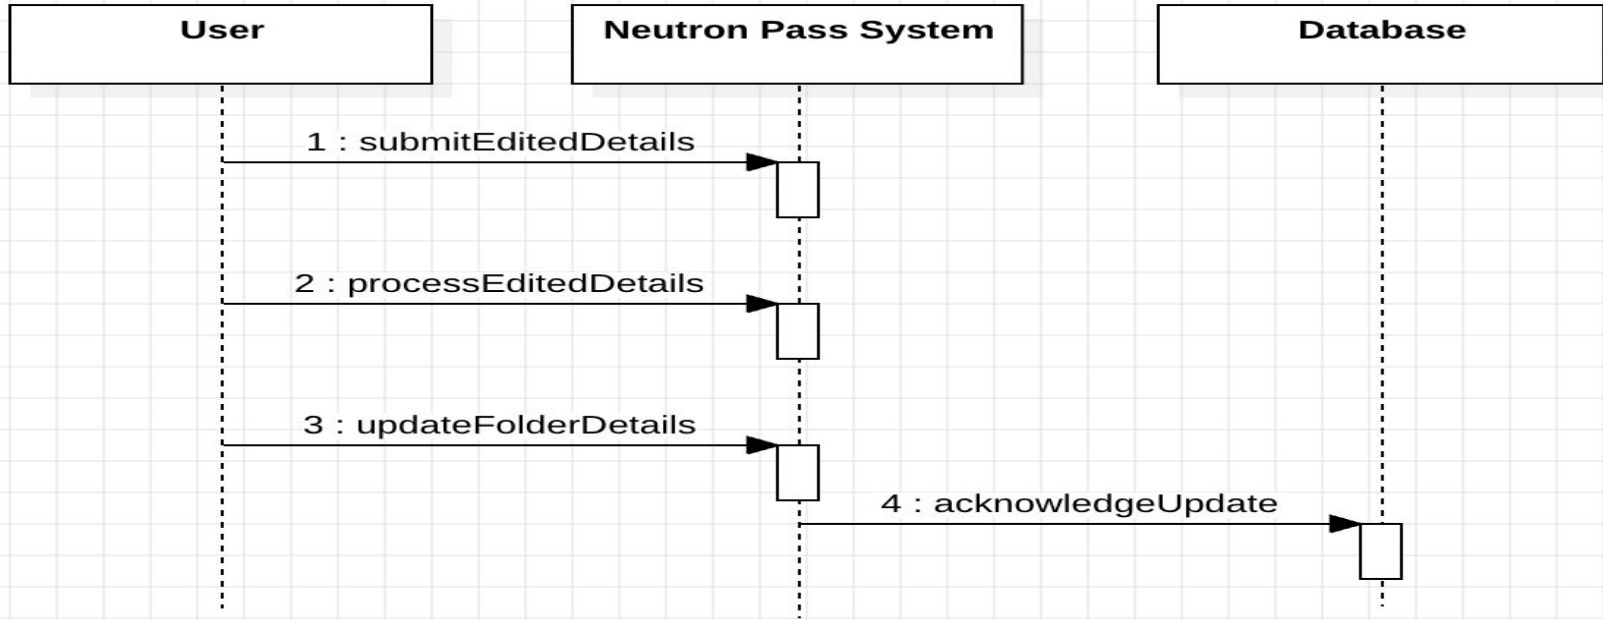 User
Neutron Pass System
Database
1 : submitEditedDetails
2 : processEditedDetails
3 : updateFolderDetails
4 : acknowledgeUpdate